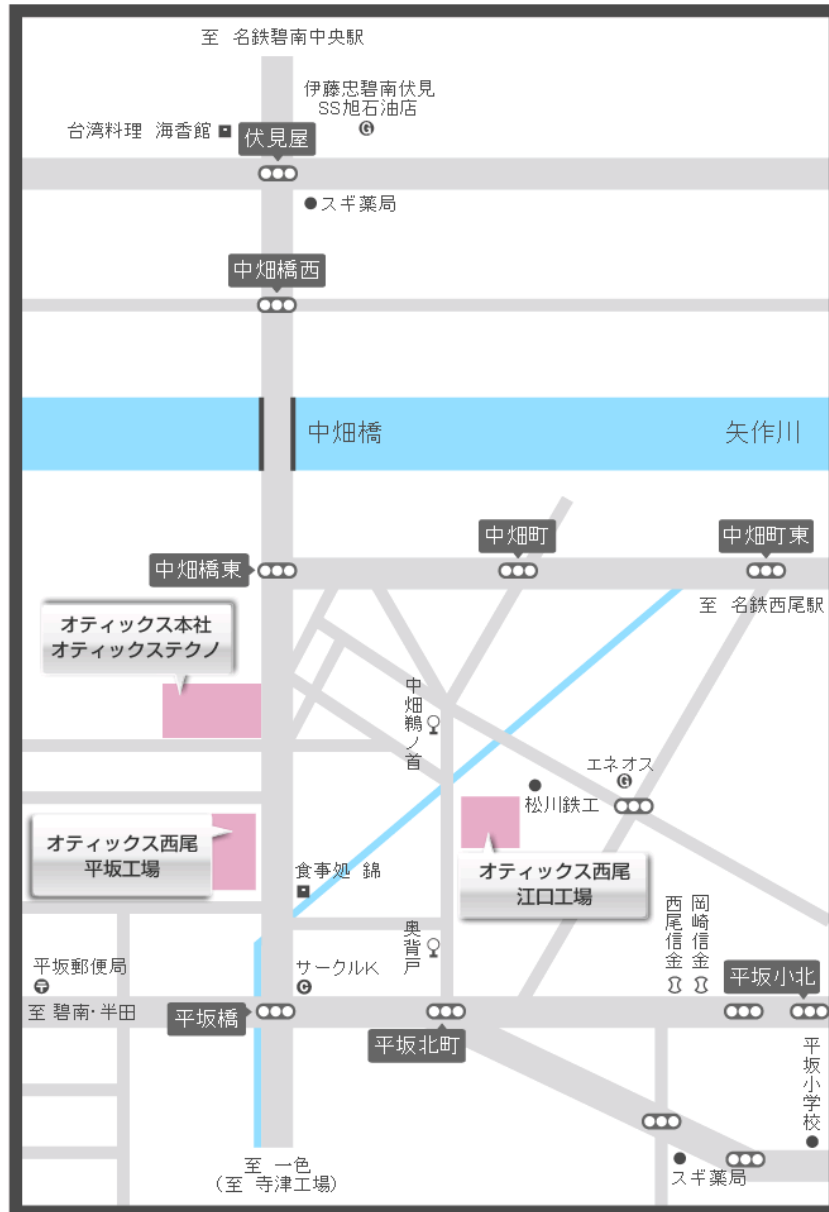 至 名鉄碧南中央駅
伊藤忠碧南伏見
SS旭石油店
台湾料理 海香館
伏見屋
スギ薬局
中畑橋西
中畑橋
矢作川
中畑町
中畑町東
中畑橋東
至 名鉄西尾駅
オティックス本社
オティックステクノ
中畑鵜ノ首
エネオス
松川鉄工
オティックス西尾
平坂工場
食事処 錦
オティックス西尾
江口工場
西尾信金
岡崎信金
奥背戸
平坂郵便局
サークルK
平坂小北
至 碧南・半田
平坂橋
平坂北町
平坂小学校
至 一色
(至 寺津工場)
スギ薬局